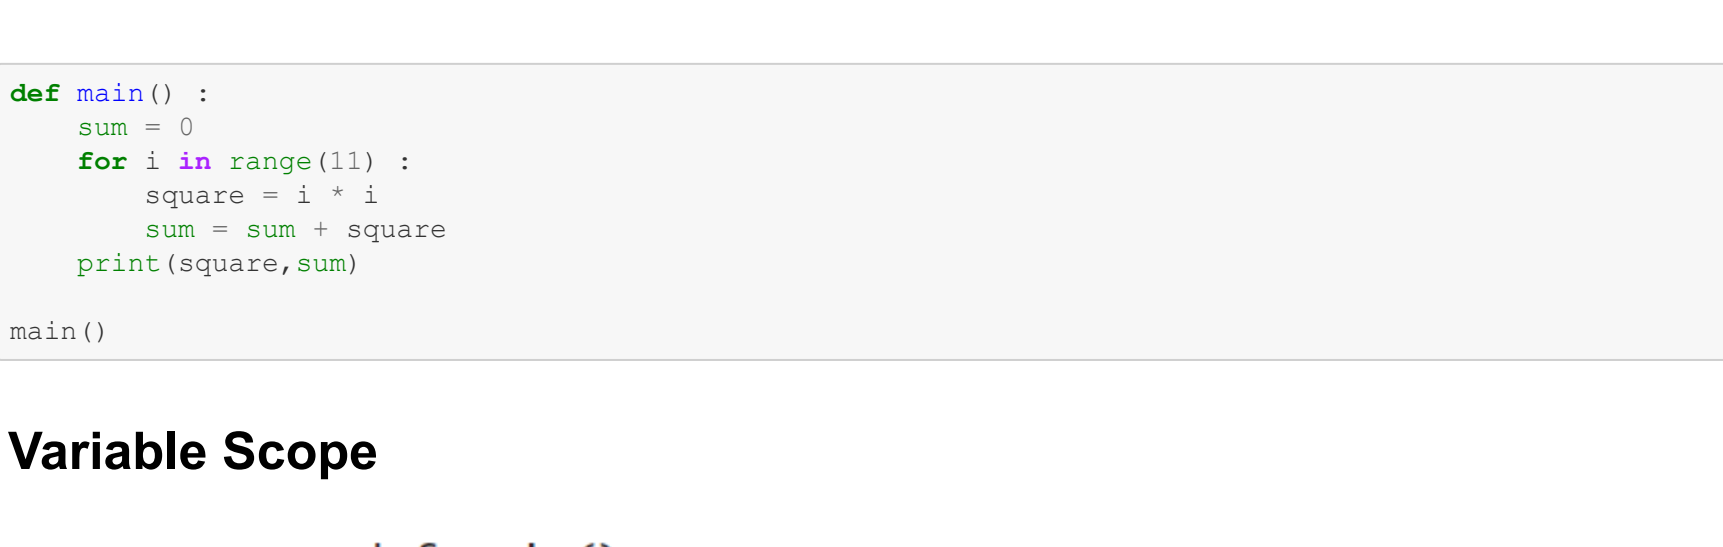 def main() :
    sum = 0
    for i in range(11) :
        square = i * i
        sum = sum + square
    print(square,sum)
main()
Variable Scope